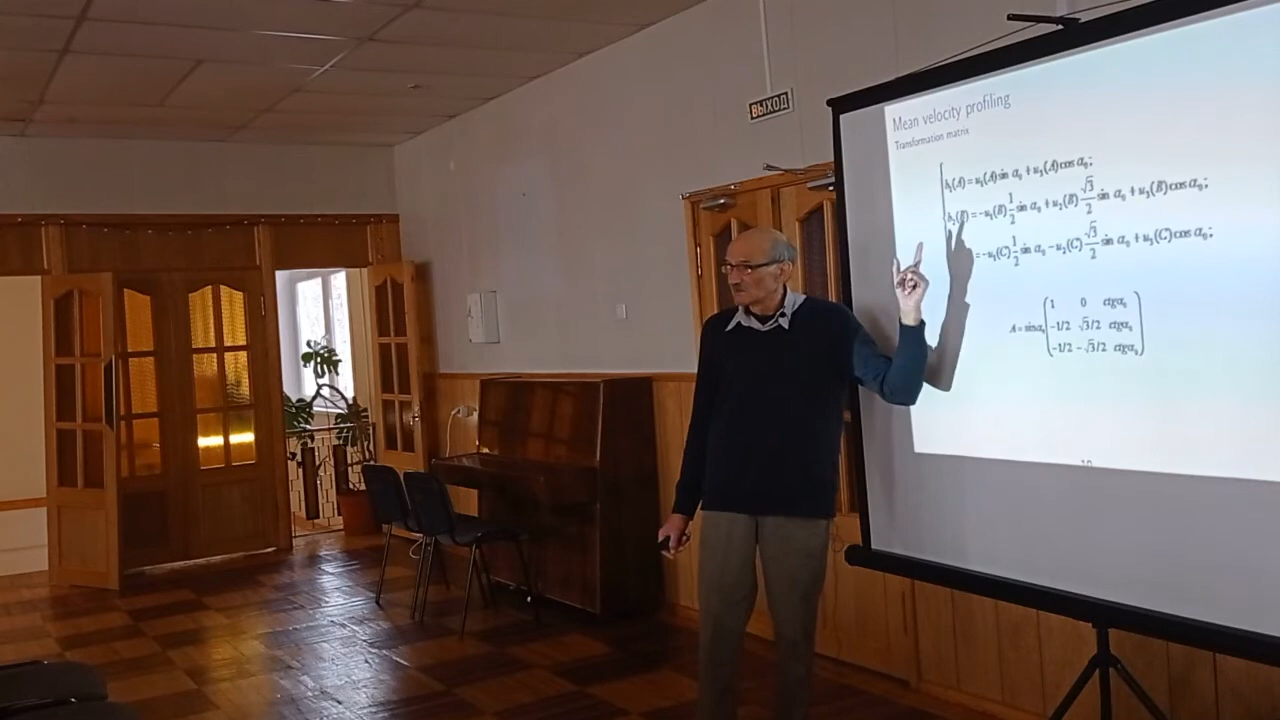 ВЫХОД
Mean velocity profiling
Transformation matrix
b₁(A) = u₁(A)sin α₀ + u₃(A)cos α₀;
b₂(B) = -u₁(B) 1/2 sin α₀ + u₂(B) √3/2 sin α₀ + u₃(B)cos α₀;
= -u₁(C) 1/2 sin α₀ - u₂(C) √3/2 sin α₀ + u₃(C)cos α₀;
1 0 ctgα₀
A = sinα₀ -1/2 √3/2 ctgα₀
-1/2 -√3/2 ctgα₀